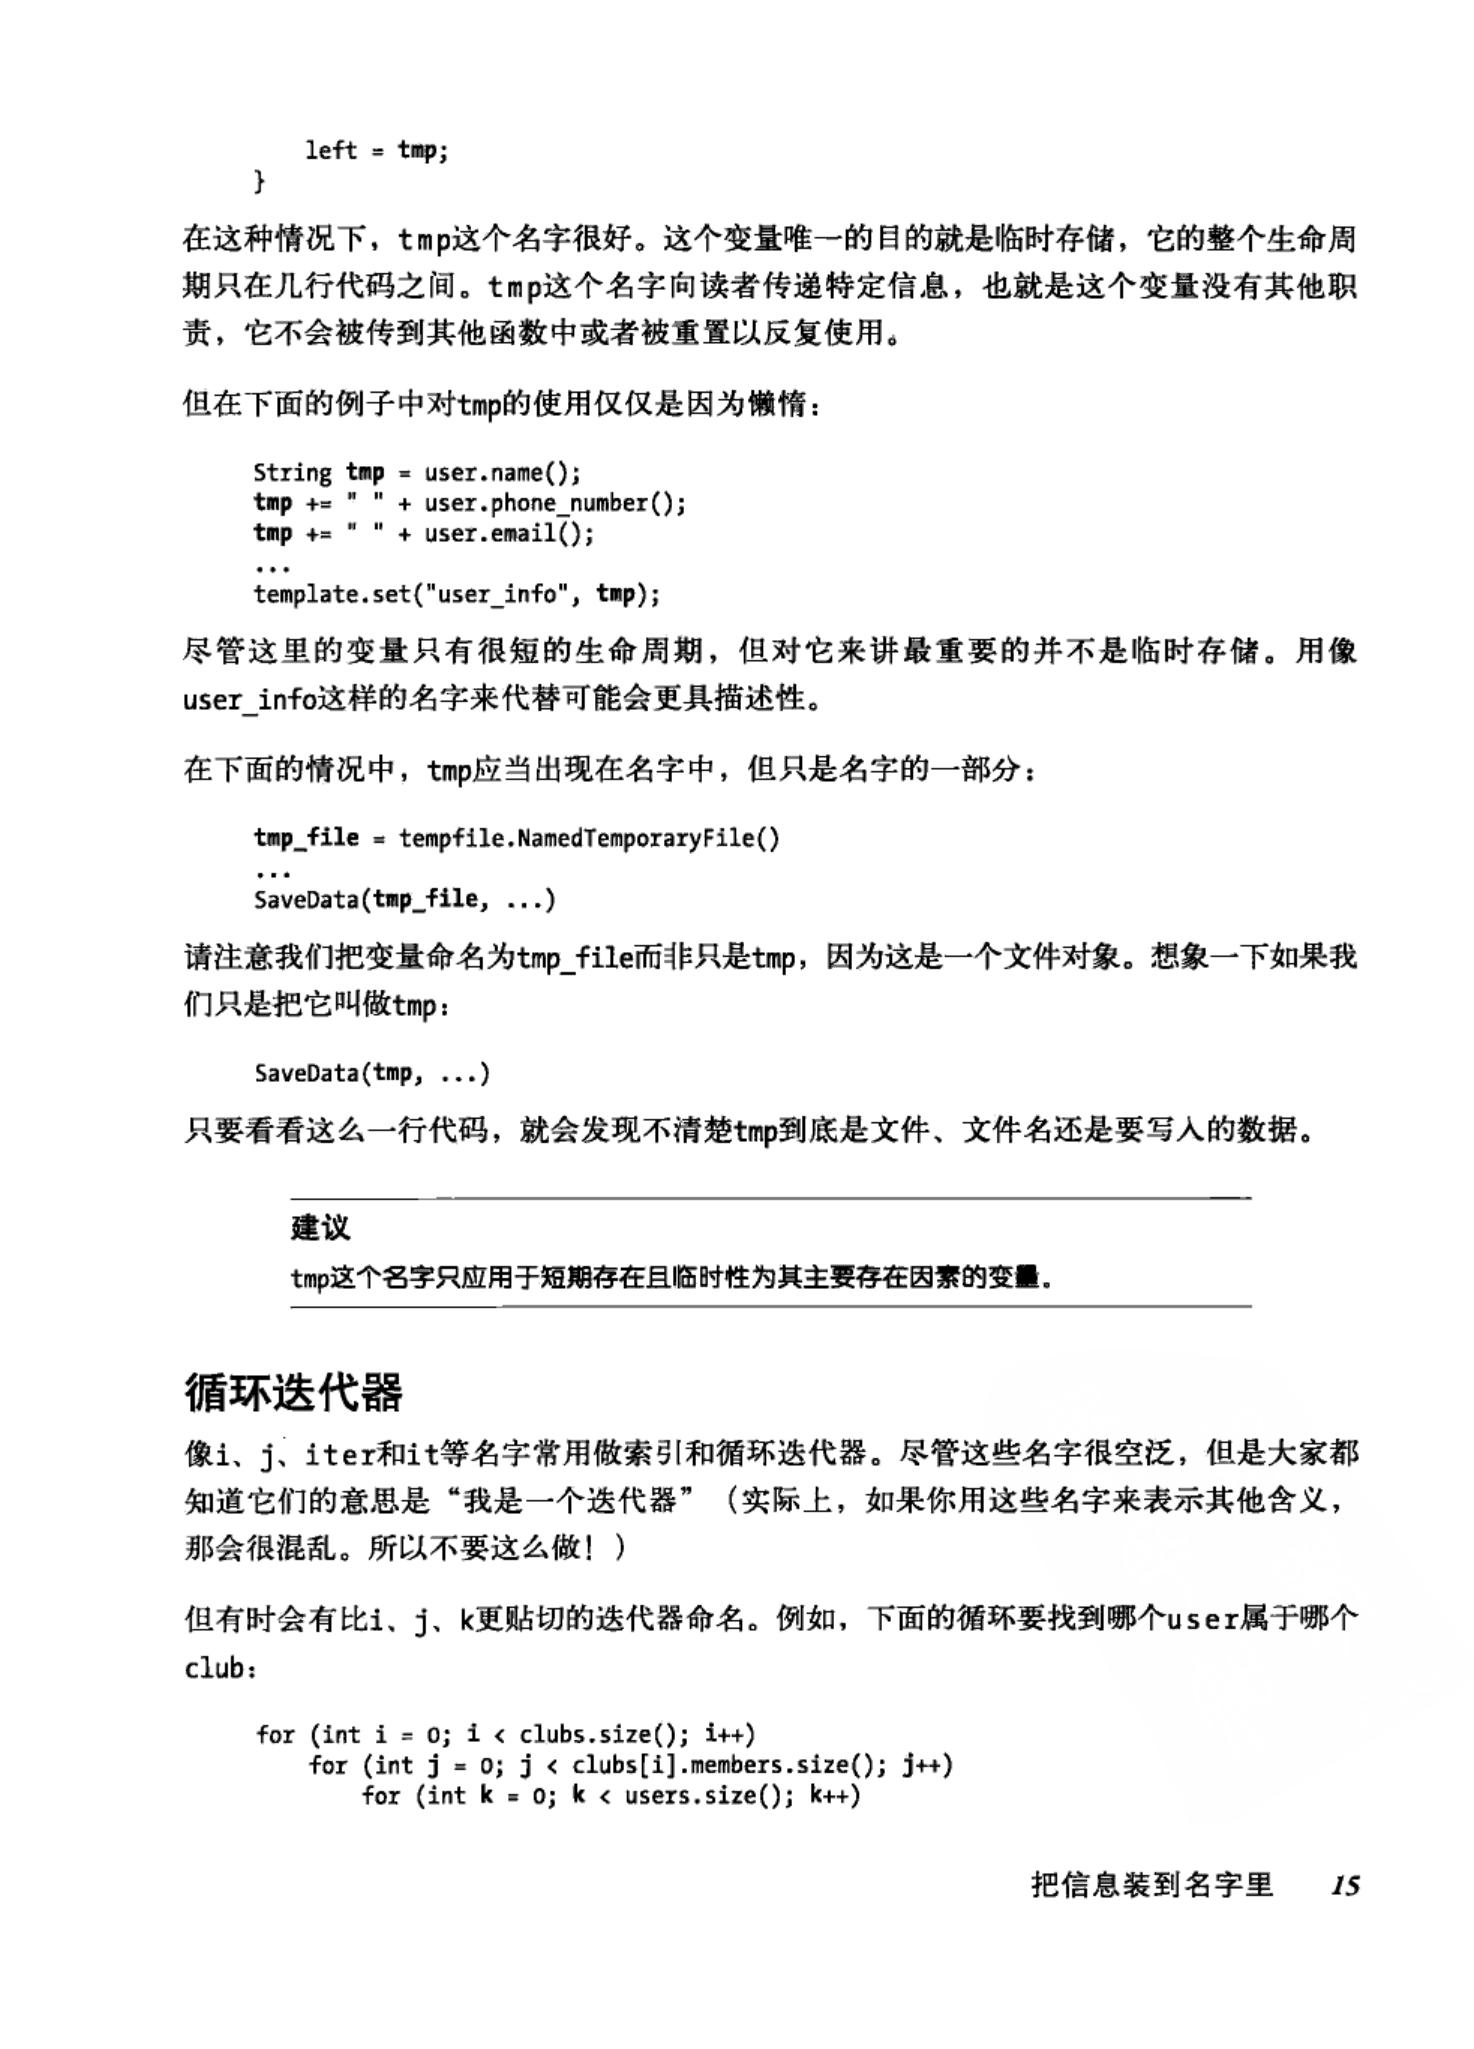 left = tmp;
}
在这种情况下，tmp这个名字很好。这个变量唯一的目的就是临时存储，它的整个生命周
期只在几行代码之间。tmp这个名字向读者传递特定信息，也就是这个变量没有其他职
责，它不会被传到其他函数中或者被重置以反复使用。
但在下面的例子中对tmp的使用仅仅是因为懒惰：
String tmp = user.name();
tmp += " " + user.phone_number();
tmp += " " + user.email();
...
template.set("user_info", tmp);
尽管这里的变量只有很短的生命周期，但对它来讲最重要的并不是临时存储。用像
user_info这样的名字来代替可能会更具描述性。
在下面的情况中，tmp应当出现在名字中，但只是名字的一部分：
tmp_file = tempfile.NamedTemporaryFile()
...
SaveData(tmp_file, ...)
请注意我们把变量命名为tmp_file而非只是tmp，因为这是一个文件对象。想象一下如果我
们只是把它叫做tmp：
SaveData(tmp, ...)
只要看看这么一行代码，就会发现不清楚tmp到底是文件、文件名还是要写入的数据。
建议
tmp这个名字只应用于短期存在且临时性为其主要存在因素的变量。
循环迭代器
像i、j、iter和it等名字常用做索引和循环迭代器。尽管这些名字很空泛，但是大家都
知道它们的意思是“我是一个迭代器”（实际上，如果你用这些名字来表示其他含义，
那会很混乱。所以不要这么做！）
但有时会有比i、j、k更贴切的迭代器命名。例如，下面的循环要找到哪个user属于哪个
club：
for (int i = 0; i < clubs.size(); i++)
for (int j = 0; j < clubs[i].members.size(); j++)
for (int k = 0; k < users.size(); k++)
把信息装到名字里 15